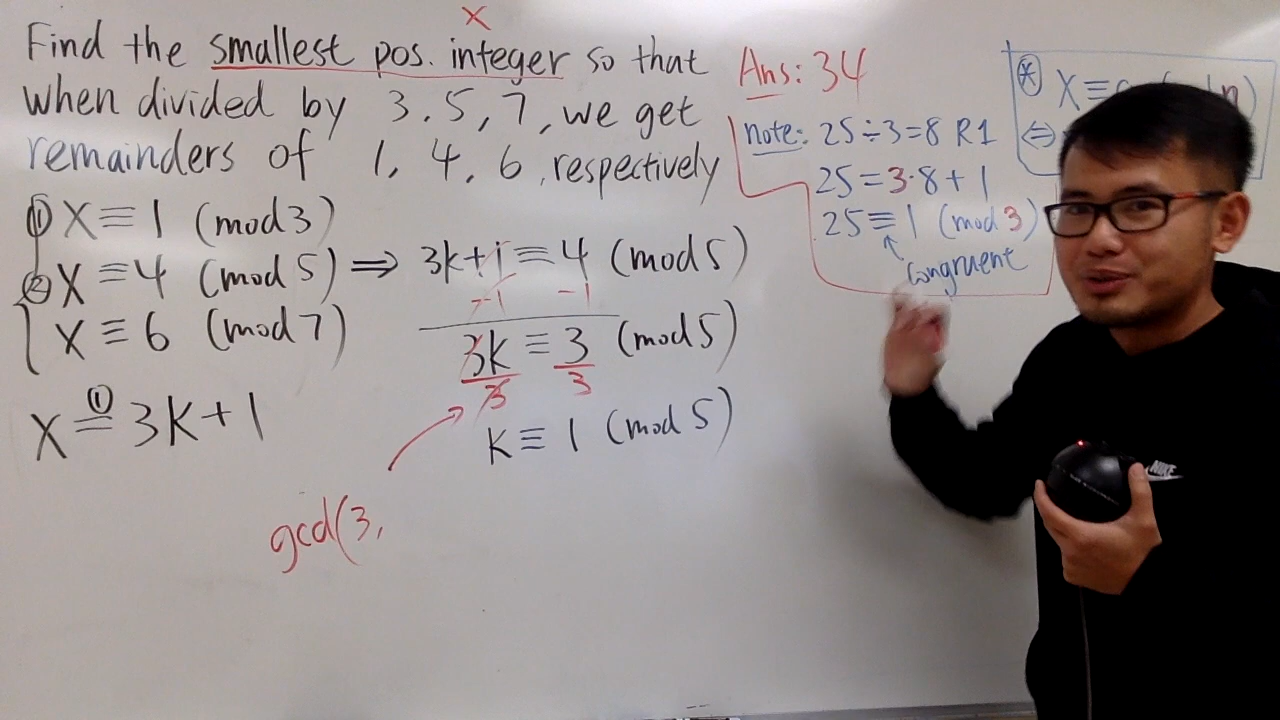 x
Find the smallest pos. integer so that
when divided by 3, 5, 7, we get
remainders of 1, 4, 6, respectively
① X ≡ 1 (mod 3)
② X ≡ 4 (mod 5) ⇒ 3k+1 ≡ 4 (mod 5)
-1 -1
X ≡ 6 (mod 7)
3k ≡ 3 (mod 5)
3 3
k ≡ 1 (mod 5)
①
X = 3k+1
gcd(3,
Ans: 34
note: 25÷3=8 R1
25=3·8+1
25≡1 (mod 3)
Congruent
⊛ X≡
⇔
NIKE